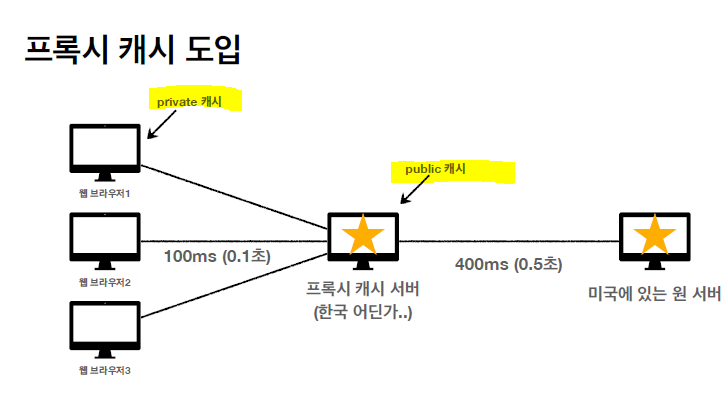 프록시 캐시 도입
private 캐시
public 캐시
웹 브라우저1
100ms (0.1초)
400ms (0.5초)
웹 브라우저2
프록시 캐시 서버
(한국 어딘가..)
미국에 있는 원 서버
웹 브라우저3